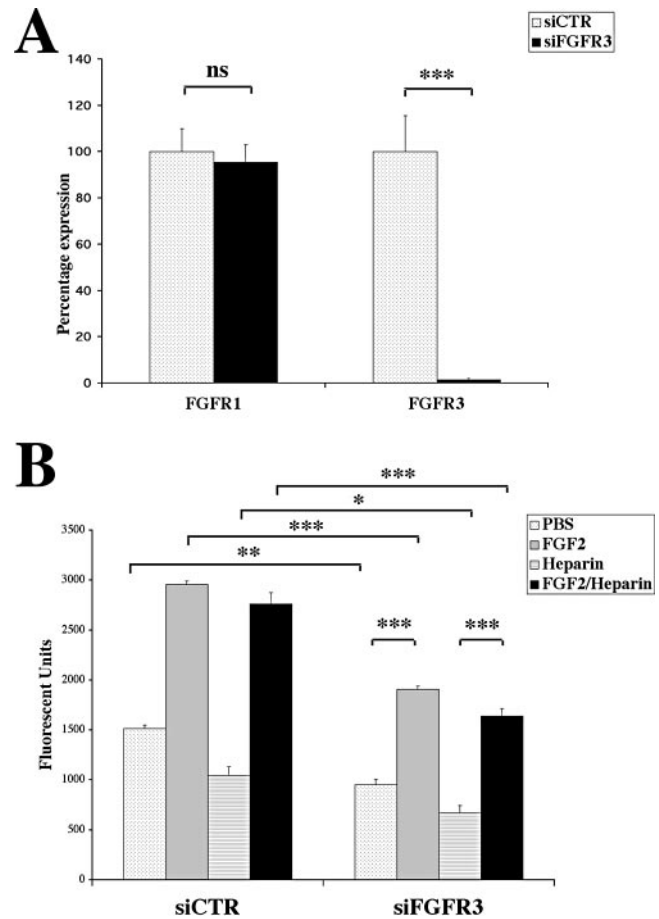 A
siCTR
siFGFR3
ns
***
140
120
100
80
60
40
20
0
Percentage expression
FGFR1
FGFR3
B
***
*
***
**
PBS
FGF2
Heparin
FGF2/Heparin
***
***
3500
3000
2500
2000
1500
1000
500
0
Fluorescent Units
siCTR
siFGFR3